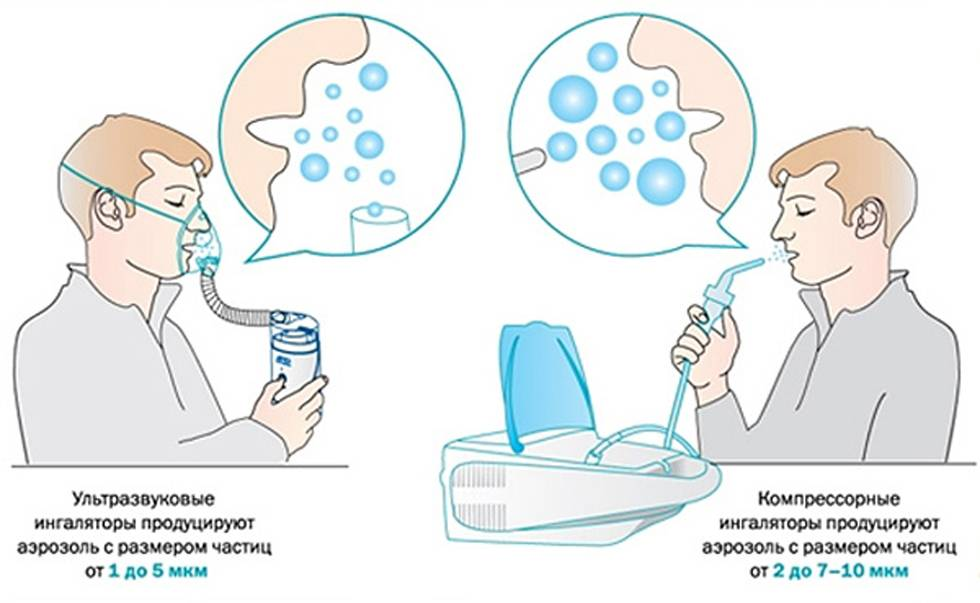 Ультразвуковые
ингаляторы продуцируют
аэрозоль с размером частиц
от 1 до 5 мкм
Компрессорные
ингаляторы продуцируют
аэрозоль с размером частиц
от 2 до 7–10 мкм